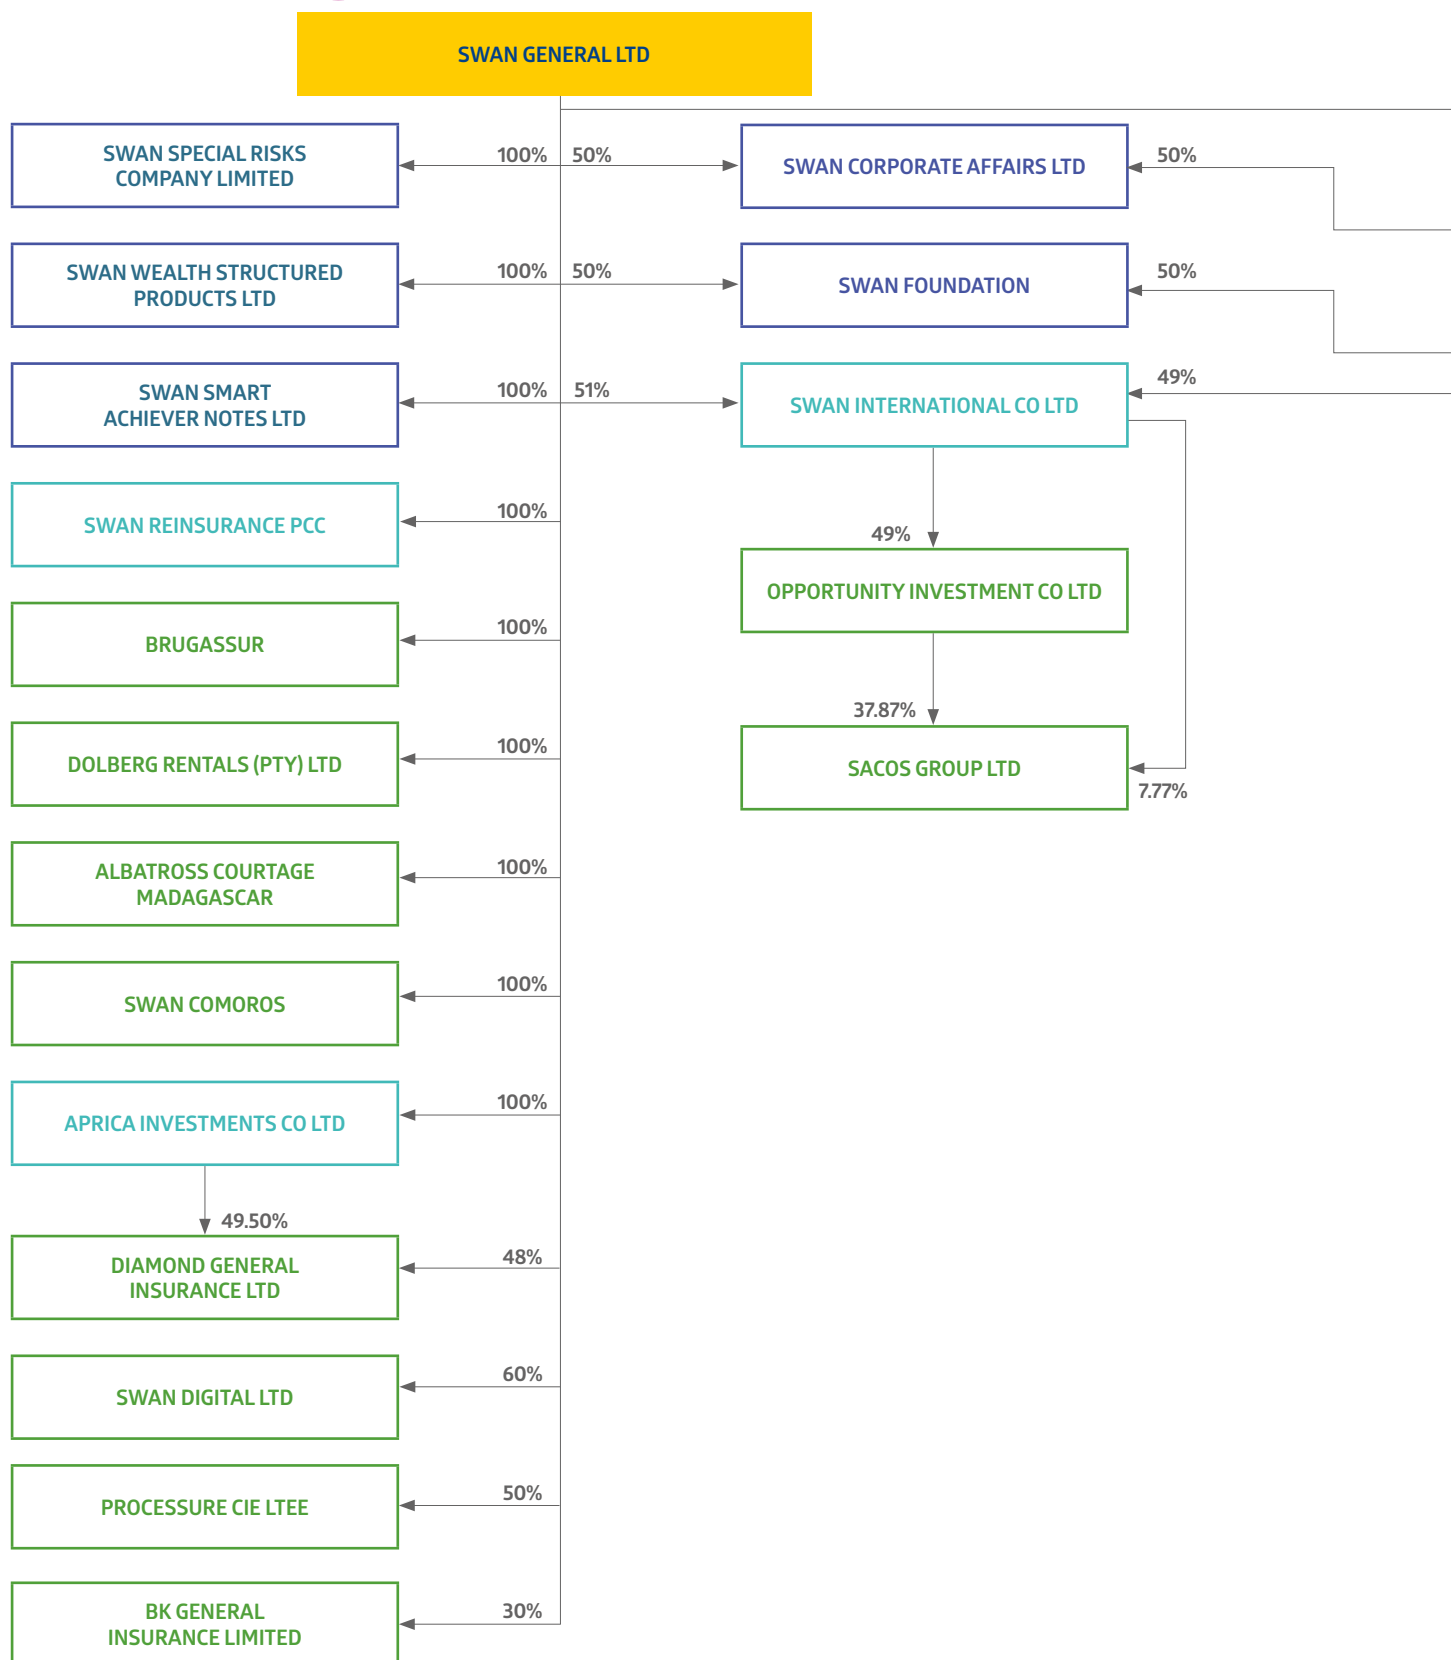 SWAN GENERAL LTD
SWAN SPECIAL RISKS
COMPANY LIMITED
100%
50%
SWAN CORPORATE AFFAIRS LTD
50%
SWAN WEALTH STRUCTURED
PRODUCTS LTD
100%
50%
SWAN FOUNDATION
50%
SWAN SMART
ACHIEVER NOTES LTD
100%
51%
SWAN INTERNATIONAL CO LTD
49%
SWAN REINSURANCE PCC
100%
49%
OPPORTUNITY INVESTMENT CO LTD
BRUGASSUR
100%
37.87%
DOLBERG RENTALS (PTY) LTD
100%
SACOS GROUP LTD
7.77%
ALBATROSS COURTAGE
MADAGASCAR
100%
SWAN COMOROS
100%
APRICA INVESTMENTS CO LTD
100%
49.50%
DIAMOND GENERAL
INSURANCE LTD
48%
SWAN DIGITAL LTD
60%
PROCESSURE CIE LTEE
50%
BK GENERAL
INSURANCE LIMITED
30%